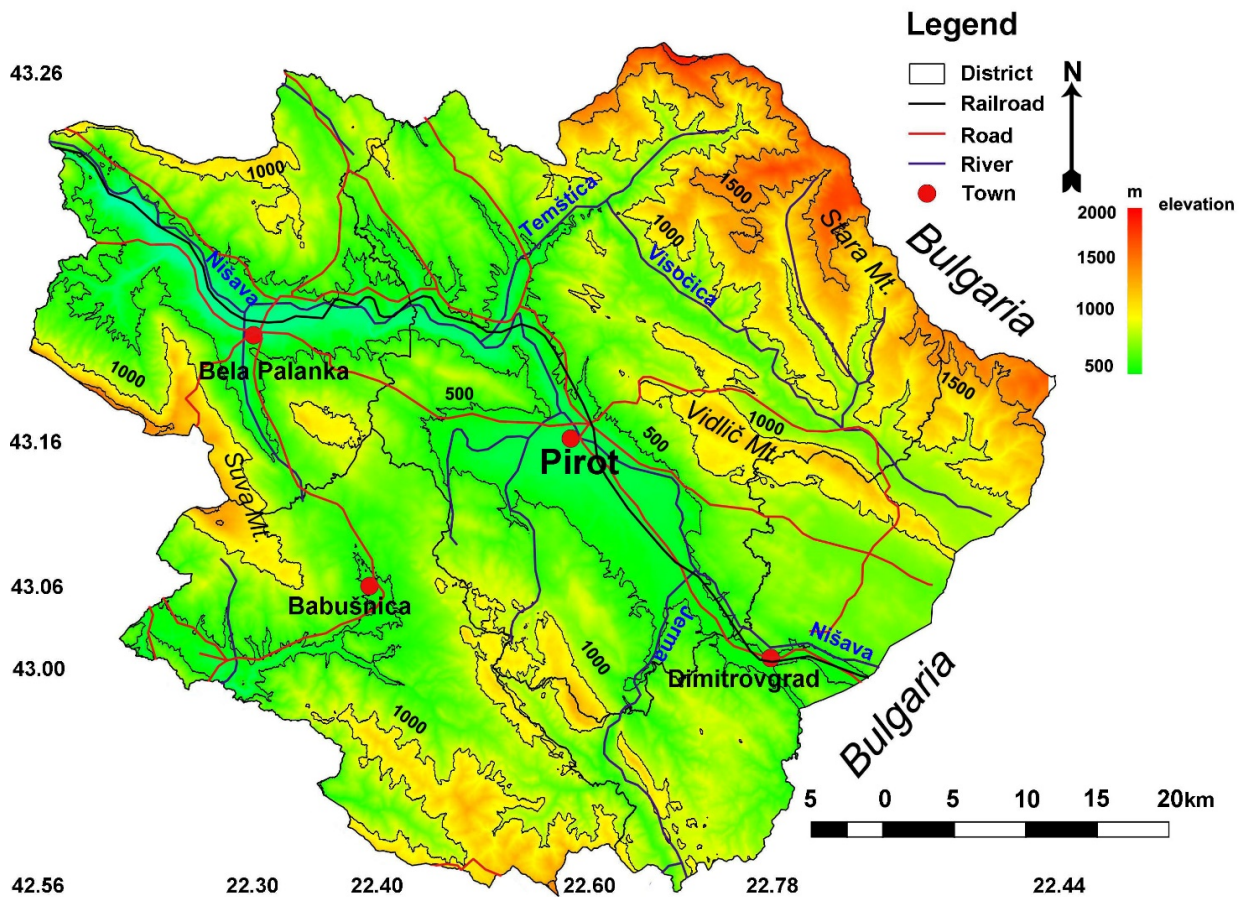 Legend
District
Railroad
Road
River
Town
N
m
elevation
2000
1500
1000
500
43.26
43.16
43.06
43.00
42.56
22.30
22.40
22.60
22.78
22.44
1000
Temštica
1500
1000
Visočica
Stara Mt.
Bulgaria
Nišava
Bela Palanka
1000
500
1500
1000
Vidlič Mt.
500
Pirot
Suva Mt.
Babušnica
Jerma
Nišava
Dimitrovgrad
1000
1000
Bulgaria
5 0 5 10 15 20km